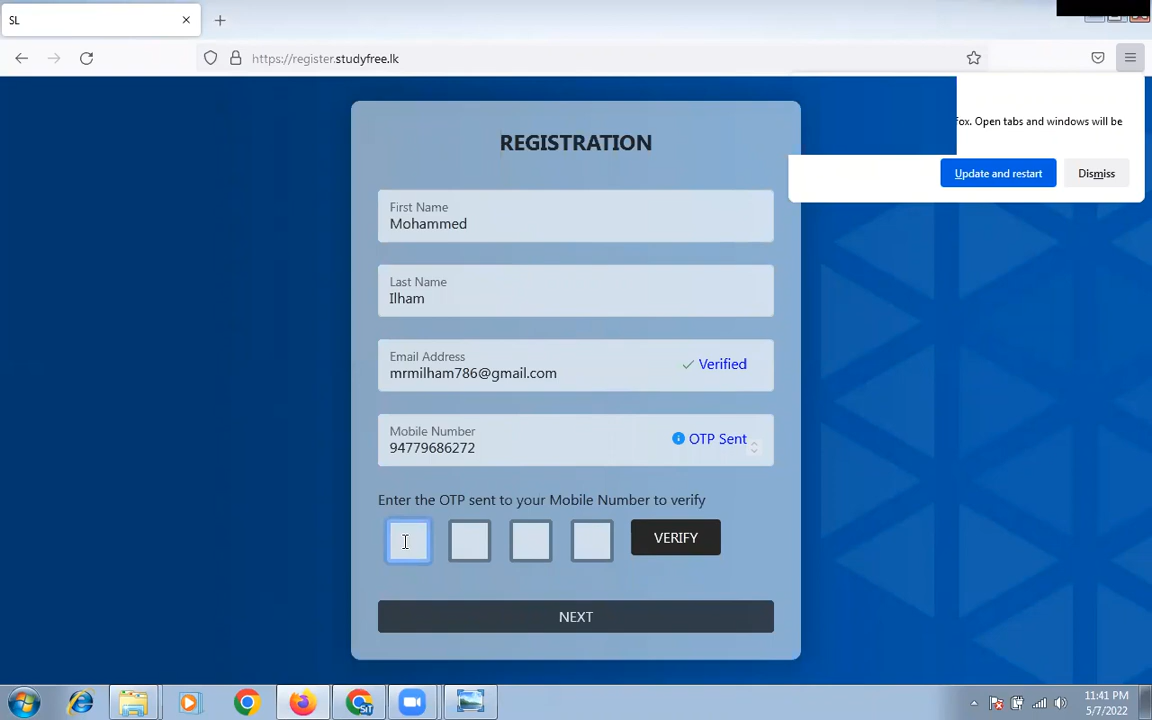 SL
https://register.studyfree.lk
fox. Open tabs and windows will be
Update and restart
Dismiss
REGISTRATION
First Name
Mohammed
Last Name
Ilham
Email Address
mrmilham786@gmail.com
Verified
Mobile Number
94779686272
OTP Sent
Enter the OTP sent to your Mobile Number to verify
VERIFY
NEXT
11:41 PM
5/7/2022